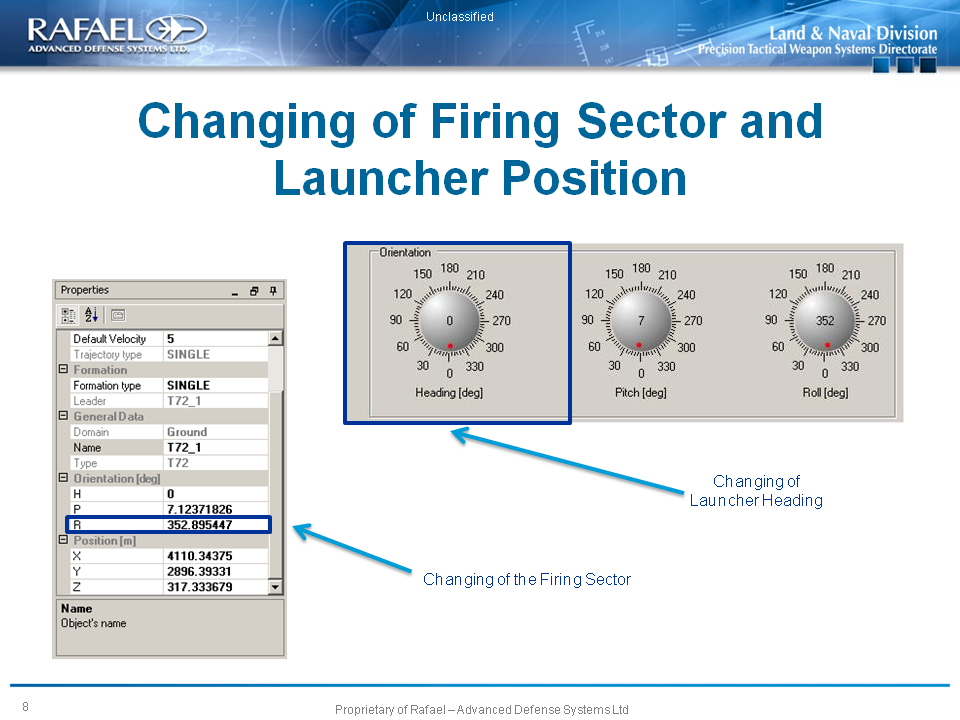 Unclassified
RAFAEL
ADVANCED DEFENSE SYSTEMS LTD.
Land & Naval Division
Precision Tactical Weapon Systems Directorate
Changing of Firing Sector and
Launcher Position
Properties
Default Velocity 5
Trajectory type SINGLE
Formation
Formation type SINGLE
Leader T72_1
General Data
Domain Ground
Name T72_1
Type T72
Orientation [deg]
H 0
P 7.12371826
R 352.895447
Position [m]
X 4110.34375
Y 2896.39331
Z 317.333679
Name
Object's name
Orientation
150 180 210
120 240
90 0 270
60 300
30 0 330
Heading [deg]
150 180 210
120 240
90 7 270
60 300
30 0 330
Pitch [deg]
150 180 210
120 240
90 352 270
60 300
30 0 330
Roll [deg]
Changing of
Launcher Heading
Changing of the Firing Sector
8
Proprietary of Rafael – Advanced Defense Systems Ltd